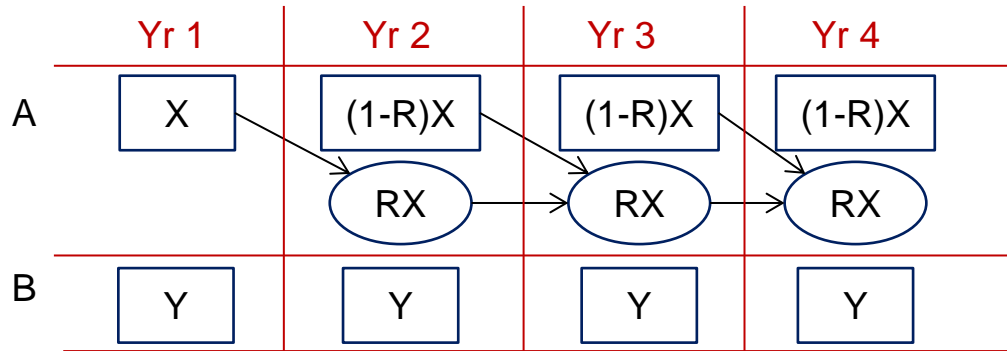 Yr 1 Yr 2 Yr 3 Yr 4
A X (1-R)X (1-R)X (1-R)X
RX RX RX
B Y Y Y Y